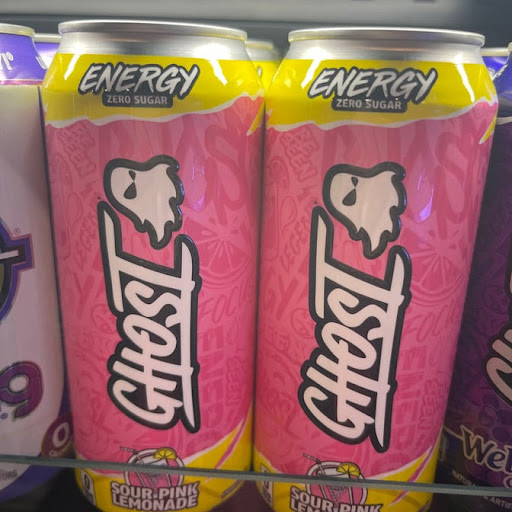 ENERGY
ZERO SUGAR
GHOST
SOUR PINK
LEMONADE
ENERGY
ZERO SUGAR
GHOST
SOUR PINK
LEMONADE